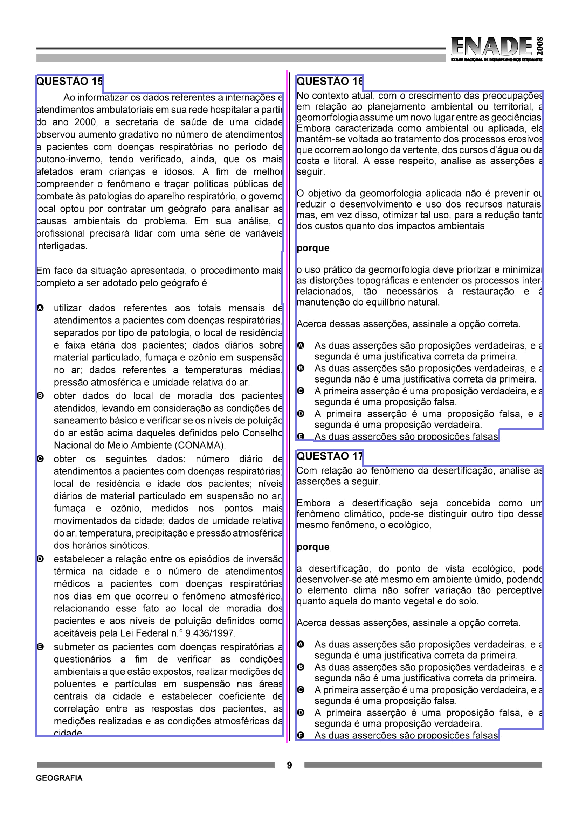 ENADE 2008
EXAME NACIONAL DE DESEMPENHO DOS ESTUDANTES
QUESTÃO 15
Ao informatizar os dados referentes a internações e
atendimentos ambulatoriais em sua rede hospitalar a partir
do ano 2000, a secretaria de saúde de uma cidade
observou aumento gradativo no número de atendimentos
a pacientes com doenças respiratórias no período de
outono-inverno, tendo verificado, ainda, que os mais
afetados eram crianças e idosos. A fim de melhor
compreender o fenômeno e traçar políticas públicas de
combate às patologias do aparelho respiratório, o governo
local optou por contratar um geógrafo para analisar as
causas ambientais do problema. Em sua análise, o
profissional precisará lidar com uma série de variáveis
interligadas.
Em face da situação apresentada, o procedimento mais
completo a ser adotado pelo geógrafo é
A utilizar dados referentes aos totais mensais de
atendimentos a pacientes com doenças respiratórias,
separados por tipo de patologia, o local de residência
e faixa etária dos pacientes; dados diários sobre
material particulado, fumaça e ozônio em suspensão
no ar; dados referentes a temperaturas médias,
pressão atmosférica e umidade relativa do ar.
B obter dados do local de moradia dos pacientes
atendidos, levando em consideração as condições de
saneamento básico e verificar se os níveis de poluição
do ar estão acima daqueles definidos pelo Conselho
Nacional do Meio Ambiente (CONAMA).
C obter os seguintes dados: número diário de
atendimentos a pacientes com doenças respiratórias;
local de residência e idade dos pacientes; níveis
diários de material particulado em suspensão no ar,
fumaça e ozônio, medidos nos pontos mais
movimentados da cidade; dados de umidade relativa
do ar, temperatura, precipitação e pressão atmosférica
dos horários sinóticos.
D estabelecer a relação entre os episódios de inversão
térmica na cidade e o número de atendimentos
médicos a pacientes com doenças respiratórias
nos dias em que ocorreu o fenômeno atmosférico,
relacionando esse fato ao local de moradia dos
pacientes e aos níveis de poluição definidos como
aceitáveis pela Lei Federal n.º 9.436/1997.
E submeter os pacientes com doenças respiratórias a
questionários a fim de verificar as condições
ambientais a que estão expostos, realizar medições de
poluentes e partículas em suspensão nas áreas
centrais da cidade e estabelecer coeficiente de
correlação entre as respostas dos pacientes, as
medições realizadas e as condições atmosféricas da
cidade.
QUESTÃO 16
No contexto atual, com o crescimento das preocupações
em relação ao planejamento ambiental ou territorial, a
geomorfologia assume um novo lugar entre as geociências.
Embora caracterizada como ambiental ou aplicada, ela
mantém-se voltada ao tratamento dos processos erosivos
que ocorrem ao longo da vertente, dos cursos d'água ou da
costa e litoral. A esse respeito, analise as asserções a
seguir.
O objetivo da geomorfologia aplicada não é prevenir ou
reduzir o desenvolvimento e uso dos recursos naturais,
mas, em vez disso, otimizar tal uso, para a redução tanto
dos custos quanto dos impactos ambientais
porque
o uso prático da geomorfologia deve priorizar e minimizar
as distorções topográficas e entender os processos inter-
relacionados, tão necessários à restauração e à
manutenção do equilíbrio natural.
Acerca dessas asserções, assinale a opção correta.
A As duas asserções são proposições verdadeiras, e a
segunda é uma justificativa correta da primeira.
B As duas asserções são proposições verdadeiras, e a
segunda não é uma justificativa correta da primeira.
C A primeira asserção é uma proposição verdadeira, e a
segunda é uma proposição falsa.
D A primeira asserção é uma proposição falsa, e a
segunda é uma proposição verdadeira.
E As duas asserções são proposições falsas.
QUESTÃO 17
Com relação ao fenômeno da desertificação, analise as
asserções a seguir.
Embora a desertificação seja concebida como um
fenômeno climático, pode-se distinguir outro tipo desse
mesmo fenômeno, o ecológico,
porque
a desertificação, do ponto de vista ecológico, pode
desenvolver-se até mesmo em ambiente úmido, podendo
o elemento clima não sofrer variação tão perceptível
quanto aquela do manto vegetal e do solo.
Acerca dessas asserções, assinale a opção correta.
A As duas asserções são proposições verdadeiras, e a
segunda é uma justificativa correta da primeira.
B As duas asserções são proposições verdadeiras, e a
segunda não é uma justificativa correta da primeira.
C A primeira asserção é uma proposição verdadeira, e a
segunda é uma proposição falsa.
D A primeira asserção é uma proposição falsa, e a
segunda é uma proposição verdadeira.
E As duas asserções são proposições falsas.
9
GEOGRAFIA